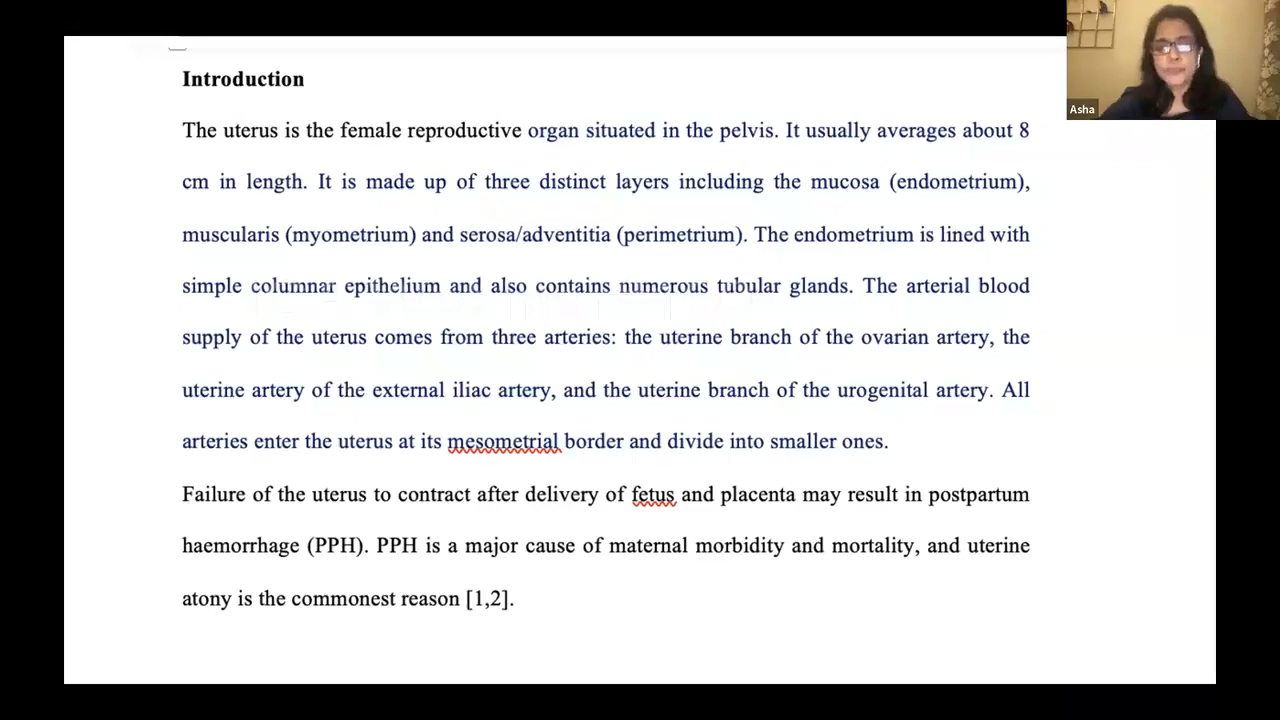 Introduction
The uterus is the female reproductive organ situated in the pelvis. It usually averages about 8
cm in length. It is made up of three distinct layers including the mucosa (endometrium),
muscularis (myometrium) and serosa/adventitia (perimetrium). The endometrium is lined with
simple columnar epithelium and also contains numerous tubular glands. The arterial blood
supply of the uterus comes from three arteries: the uterine branch of the ovarian artery, the
uterine artery of the external iliac artery, and the uterine branch of the urogenital artery. All
arteries enter the uterus at its mesometrial border and divide into smaller ones.
Failure of the uterus to contract after delivery of fetus and placenta may result in postpartum
haemorrhage (PPH). PPH is a major cause of maternal morbidity and mortality, and uterine
atony is the commonest reason [1,2].
Asha